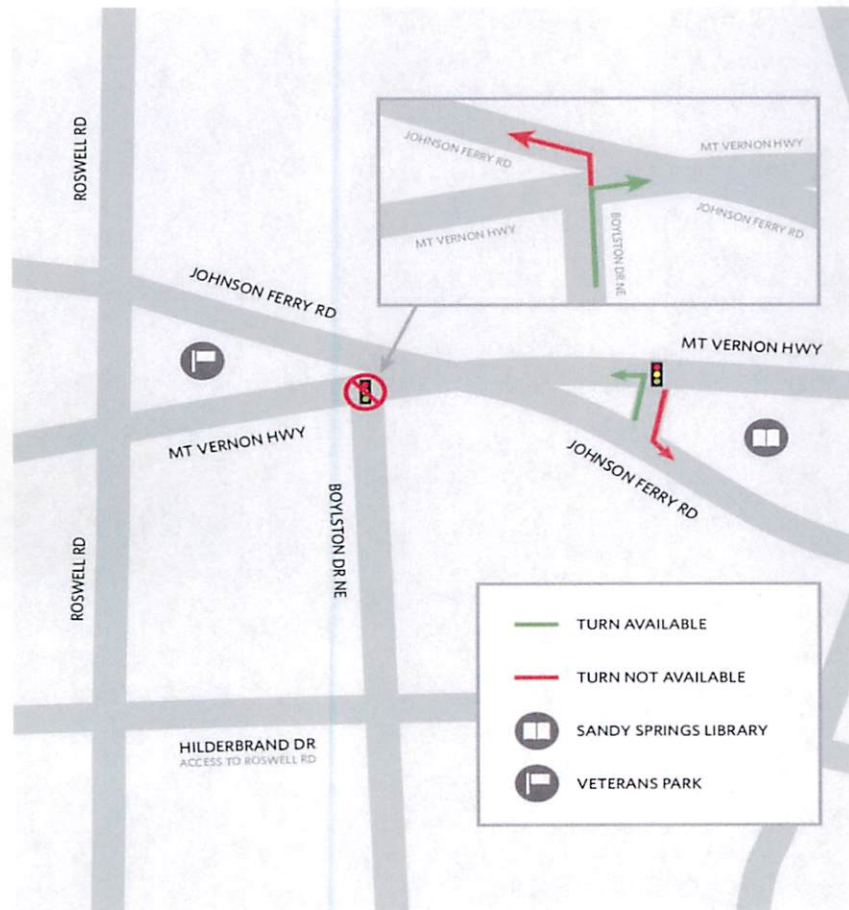 ROSWELL RD
JOHNSON FERRY RD
MT VERNON HWY
MT VERNON HWY
JOHNSON FERRY RD
BOYLSTON DR NE
JOHNSON FERRY RD
MT VERNON HWY
MT VERNON HWY
JOHNSON FERRY RD
BOYLSTON DR NE
ROSWELL RD
TURN AVAILABLE
TURN NOT AVAILABLE
SANDY SPRINGS LIBRARY
VETERANS PARK
HILDERBRAND DR
ACCESS TO ROSWELL RD